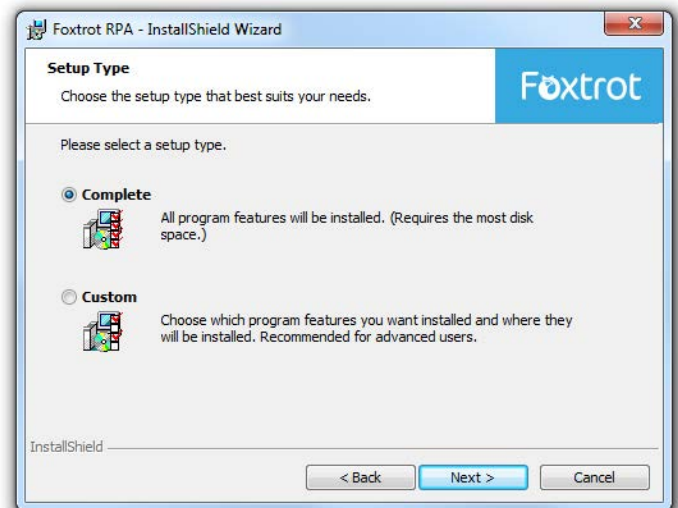 Foxtrot RPA - InstallShield Wizard
Setup Type
Choose the setup type that best suits your needs.
Foxtrot
Please select a setup type.
Complete
All program features will be installed. (Requires the most disk
space.)
Custom
Choose which program features you want installed and where they
will be installed. Recommended for advanced users.
InstallShield
< Back
Next >
Cancel